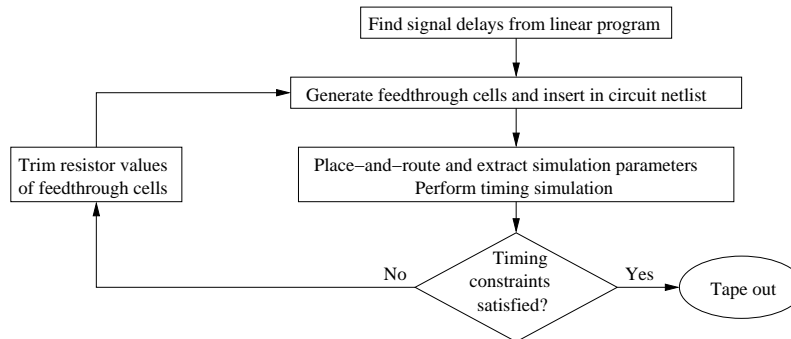 Find signal delays from linear program
Generate feedthrough cells and insert in circuit netlist
Trim resistor values
of feedthrough cells
Place−and−route and extract simulation parameters
Perform timing simulation
Timing
constraints
satisfied?
No
Yes
Tape out